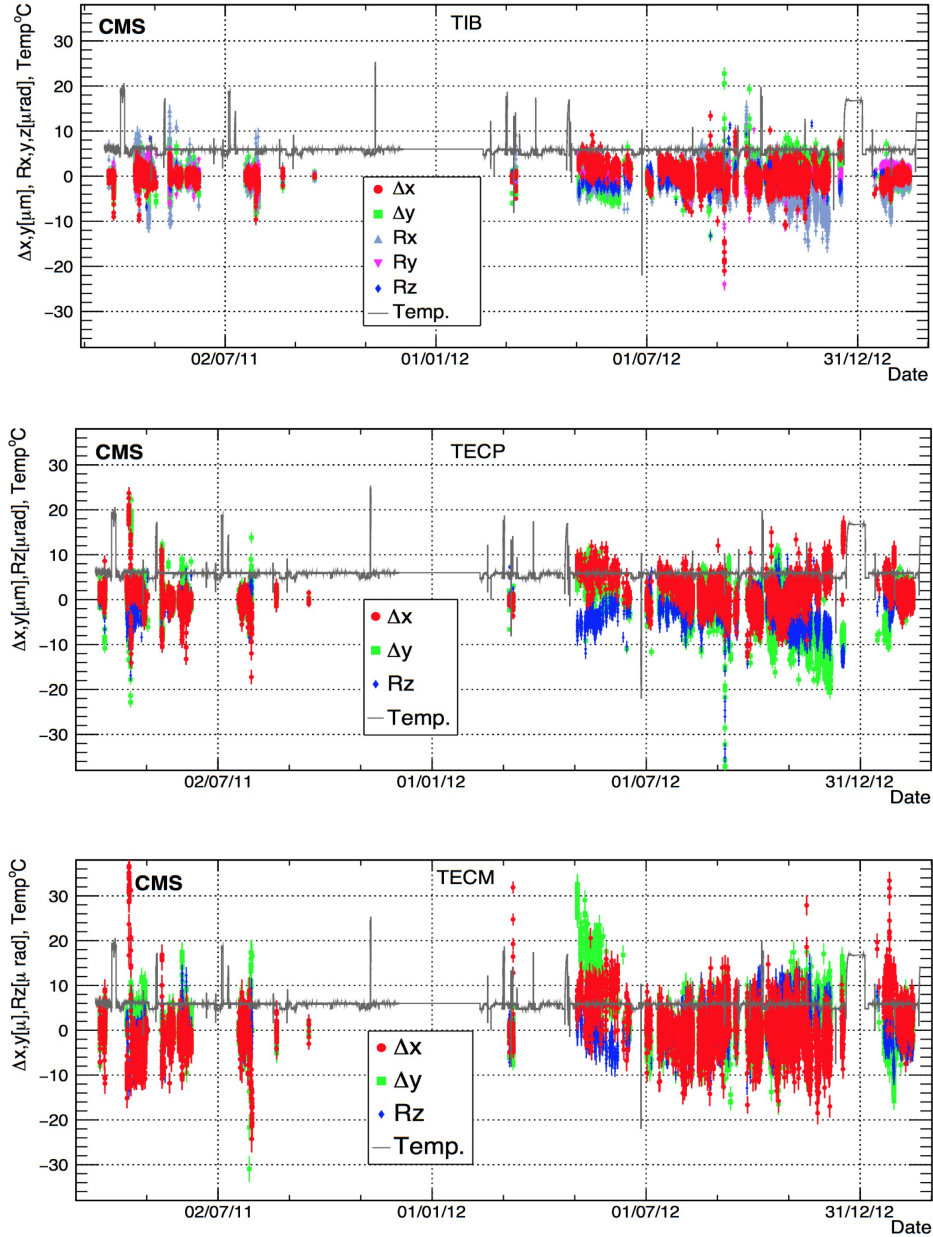 CMS
TIB
Δx,y[μm], Rx,y,z[μrad], Temp°C
30
20
10
0
−10
−20
−30
Δx
Δy
Rx
Ry
Rz
Temp.
02/07/11
01/01/12
01/07/12
31/12/12
Date
CMS
TECP
Δx,y[μm],Rz[μrad], Temp°C
30
20
10
0
−10
−20
−30
Δx
Δy
Rz
Temp.
02/07/11
01/01/12
01/07/12
31/12/12
Date
CMS
TECM
Δx,y[μ],Rz[μ rad], Temp°C
30
20
10
0
−10
−20
−30
Δx
Δy
Rz
Temp.
02/07/11
01/01/12
01/07/12
31/12/12
Date